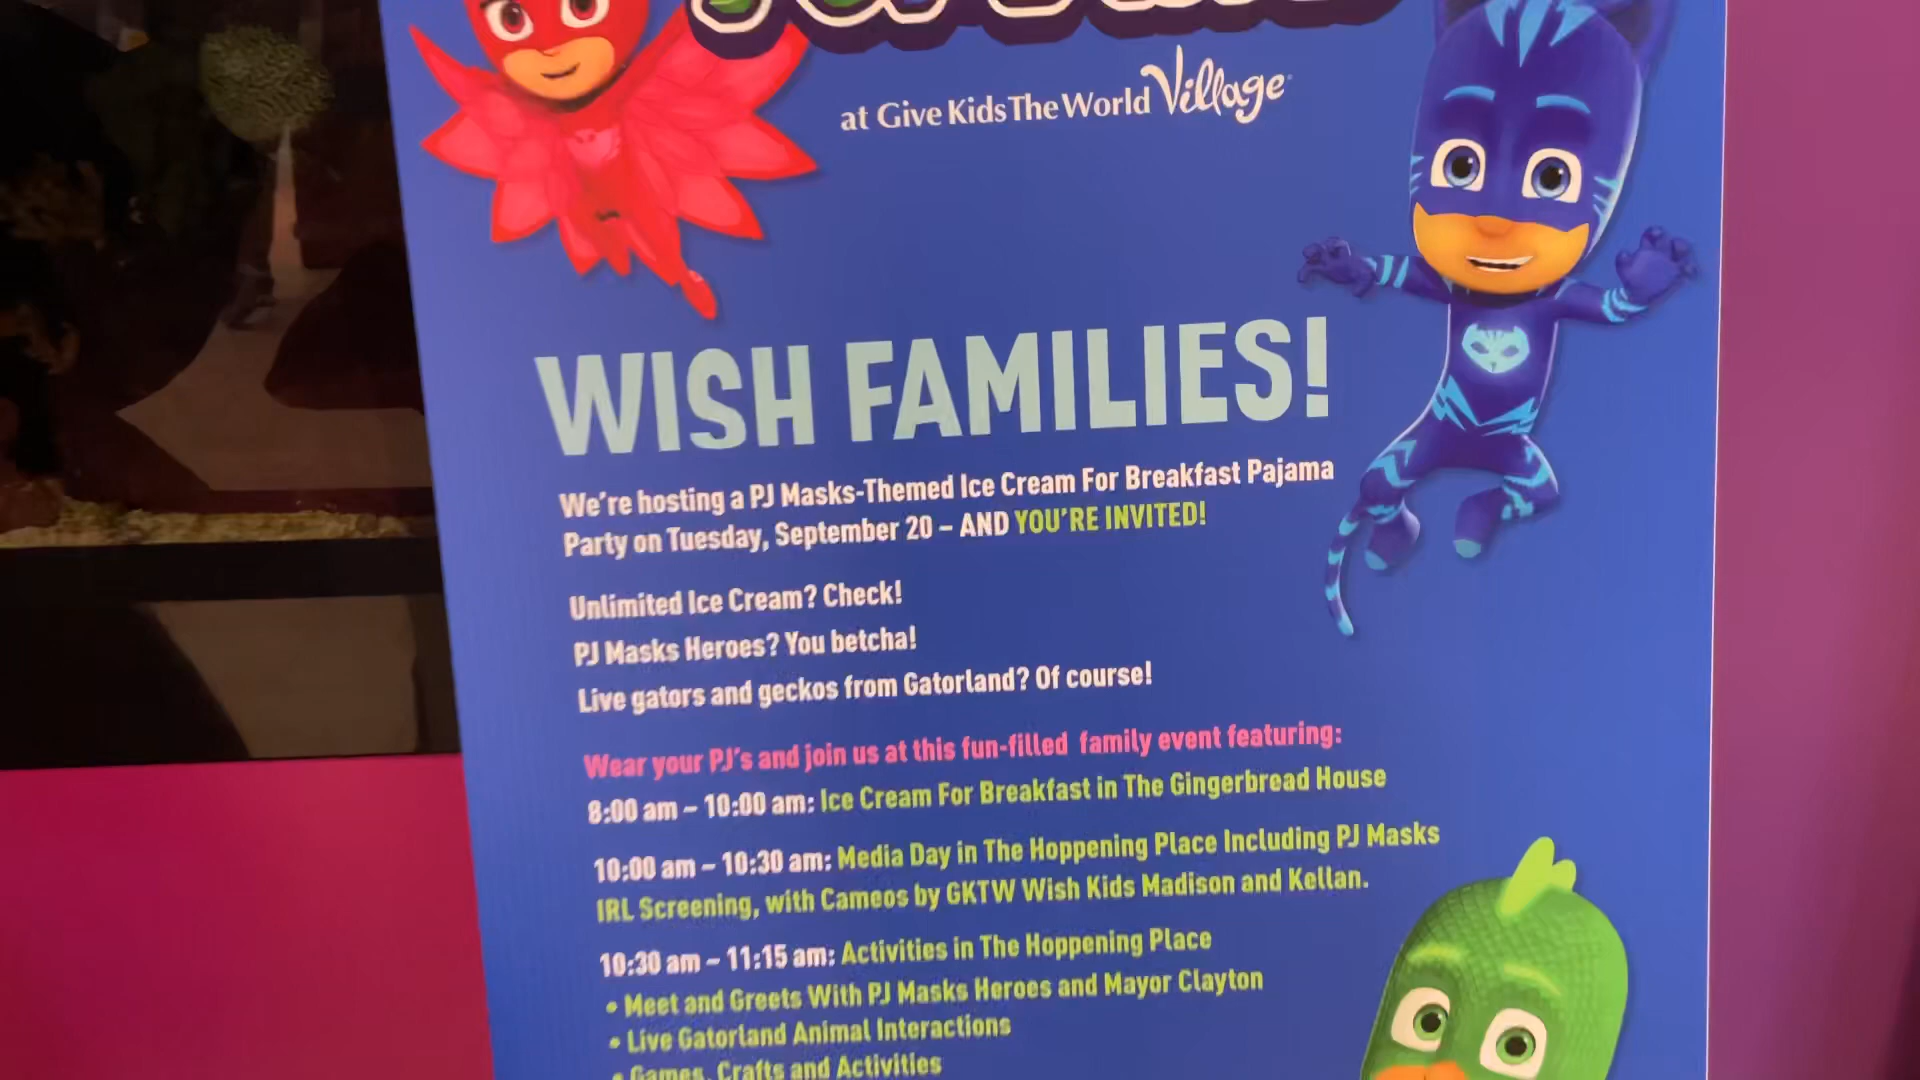 at Give Kids The World Village
WISH FAMILIES!
We're hosting a PJ Masks-Themed Ice Cream For Breakfast Pajama
Party on Tuesday, September 20 – AND YOU'RE INVITED!
Unlimited Ice Cream? Check!
PJ Masks Heroes? You betcha!
Live gators and geckos from Gatorland? Of course!
Wear your PJ's and join us at this fun-filled family event featuring:
8:00 am – 10:00 am: Ice Cream For Breakfast in The Gingerbread House
10:00 am – 10:30 am: Media Day in The Hoppening Place Including PJ Masks
IRL Screening, with Cameos by GKTW Wish Kids Madison and Kellan.
10:30 am – 11:15 am: Activities in The Hoppening Place
• Meet and Greets With PJ Masks Heroes and Mayor Clayton
• Live Gatorland Animal Interactions
• Games, Crafts and Activities